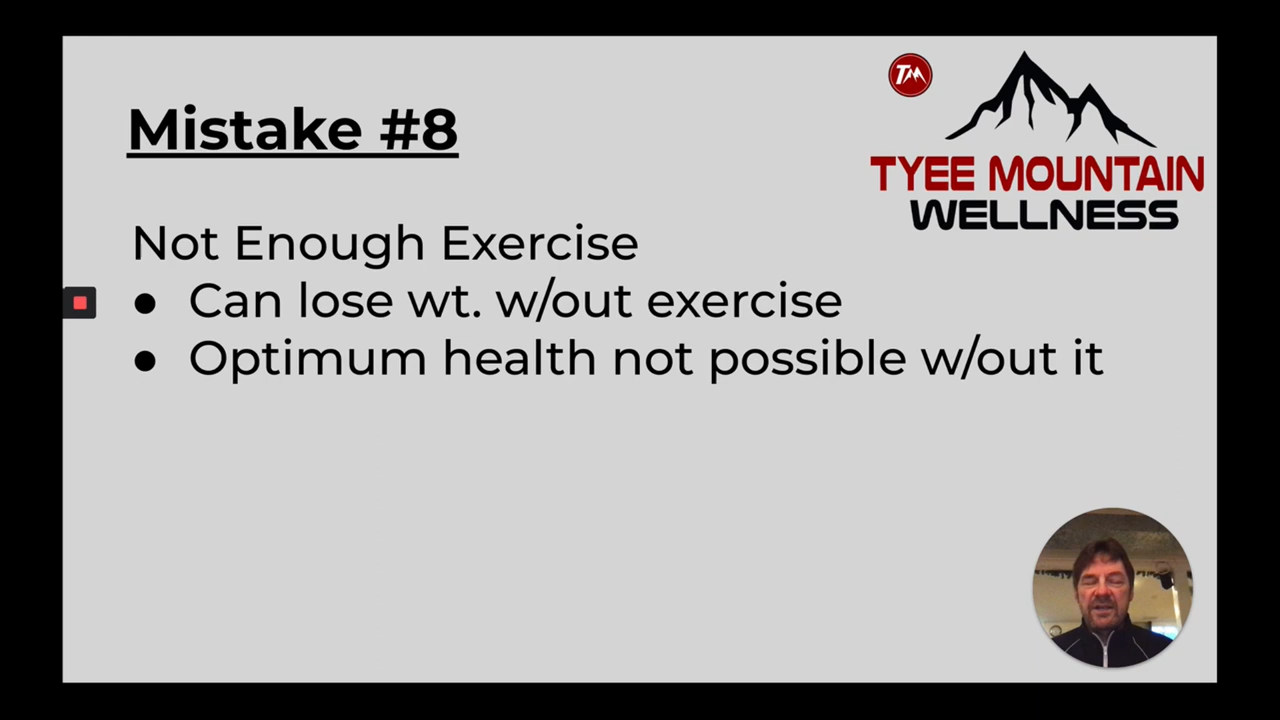 Mistake #8
TM
TYEE MOUNTAIN
WELLNESS
Not Enough Exercise
● Can lose wt. w/out exercise
● Optimum health not possible w/out it